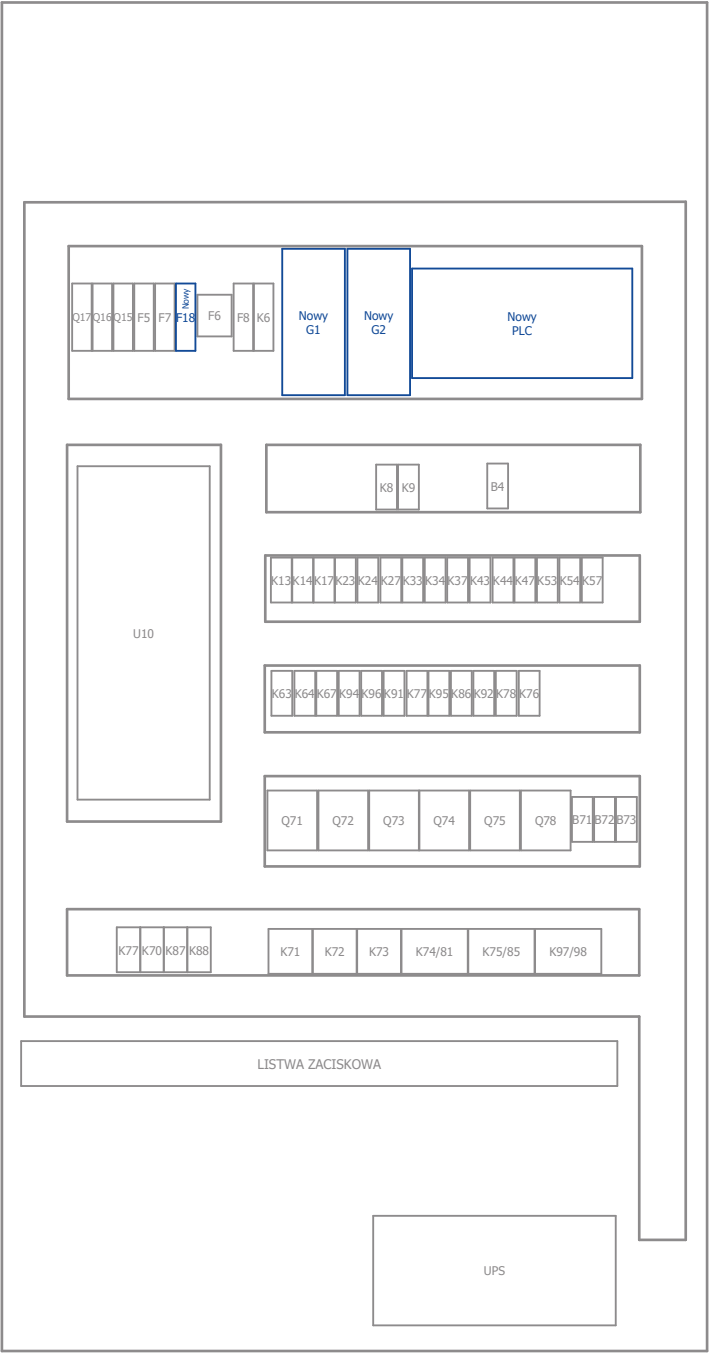 Q17 Q16 Q15 F5 F7 Nowy F18 F6 F8 K6
Nowy
G1
Nowy
G2
Nowy
PLC
K8 K9 B4
K13 K14 K17 K23 K24 K27 K33 K34 K37 K43 K44 K47 K53 K54 K57
U10
K63 K64 K67 K94 K96 K91 K77 K95 K86 K92 K78 K76
Q71 Q72 Q73 Q74 Q75 Q78 B71 B72 B73
K77 K70 K87 K88 K71 K72 K73 K74/81 K75/85 K97/98
LISTWA ZACISKOWA
UPS